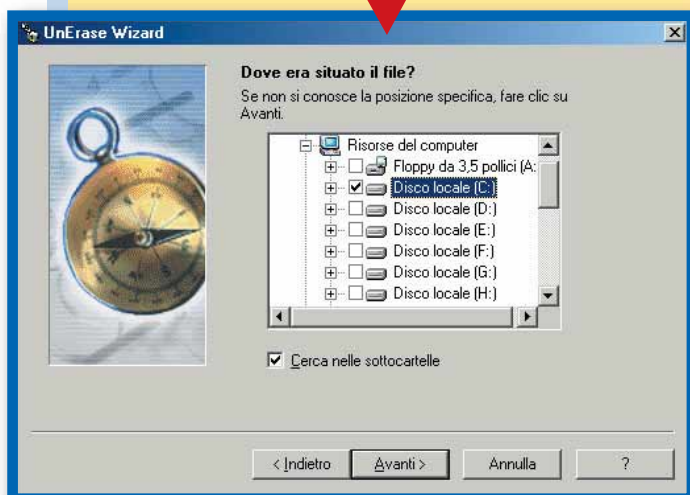 UnErase Wizard
Dove era situato il file?
Se non si conosce la posizione specifica, fare clic su
Avanti.
Risorse del computer
Floppy da 3,5 pollici (A:
Disco locale (C:)
Disco locale (D:)
Disco locale (E:)
Disco locale (F:)
Disco locale (G:)
Disco locale (H:)
Cerca nelle sottocartelle
< Indietro
Avanti >
Annulla
?